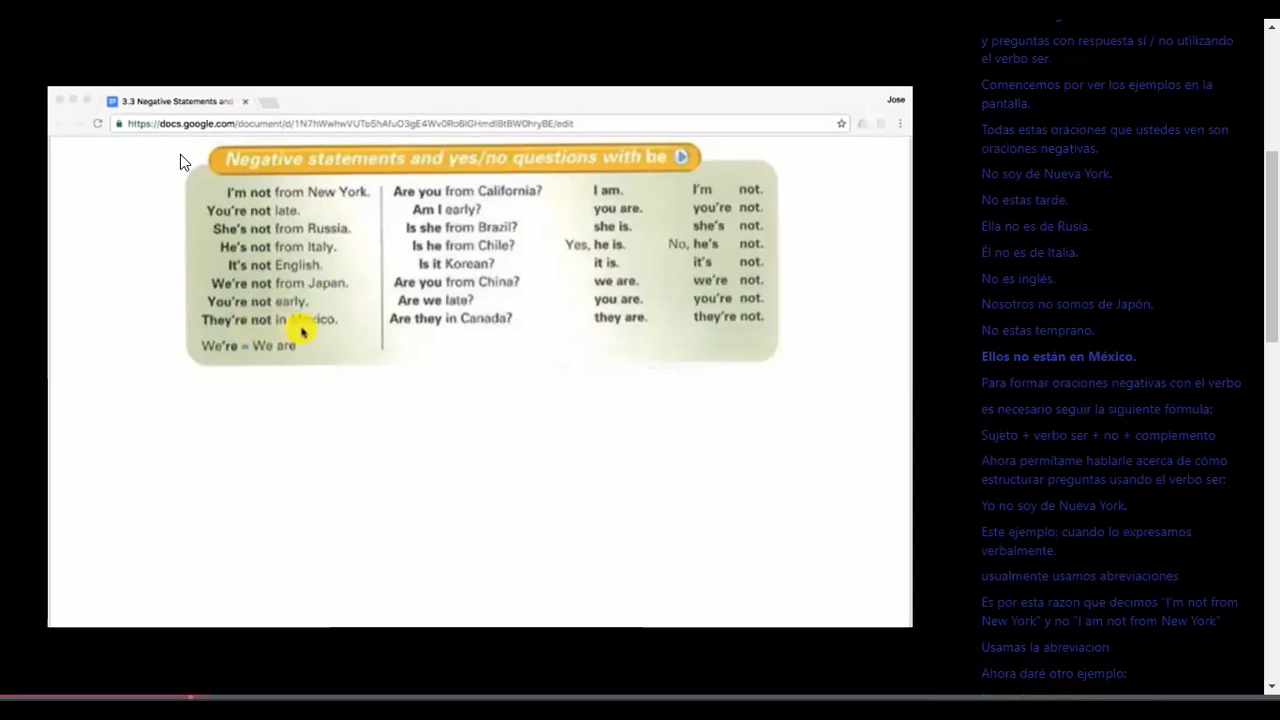 3.3 Negative Statements and
Jose
https://docs.google.com/document/d/
/edit
Negative statements and yes/no questions with be
I'm not from New York. Are you from California? I am. I'm not.
You're not late. Am I early? you are. you're not.
She's not from Russia. Is she from Brazil? she is. she's not.
He's not from Italy. Is he from Chile? Yes, he is. No, he's not.
It's not English. Is it Korean? it is. it's not.
We're not from Japan. Are you from China? we are. we're not.
You're not early. Are we late? you are. you're not.
They're not in Mexico. Are they in Canada? they are. they're not.
We're = We are
y preguntas con respuesta sí / no utilizando
el verbo ser.
Comencemos por ver los ejemplos en la
pantalla.
Todas estas oraciones que ustedes ven son
oraciones negativas.
No soy de Nueva York.
No estas tarde.
Ella no es de Rusia.
Él no es de Italia.
No es inglés.
Nosotros no somos de Japón.
No estas temprano.
Ellos no están en México.
Para formar oraciones negativas con el verbo
es necesario seguir la siguiente fórmula:
Sujeto + verbo ser + no + complemento
Ahora permítame hablarle acerca de cómo
estructurar preguntas usando el verbo ser:
Yo no soy de Nueva York.
Este ejemplo; cuando lo expresamos
verbalmente,
usualmente usamos abreviaciones
Es por esta razon que decimos "I'm not from
New York" y no "I am not from New York"
Usamas la abreviacion
Ahora daré otro ejemplo: